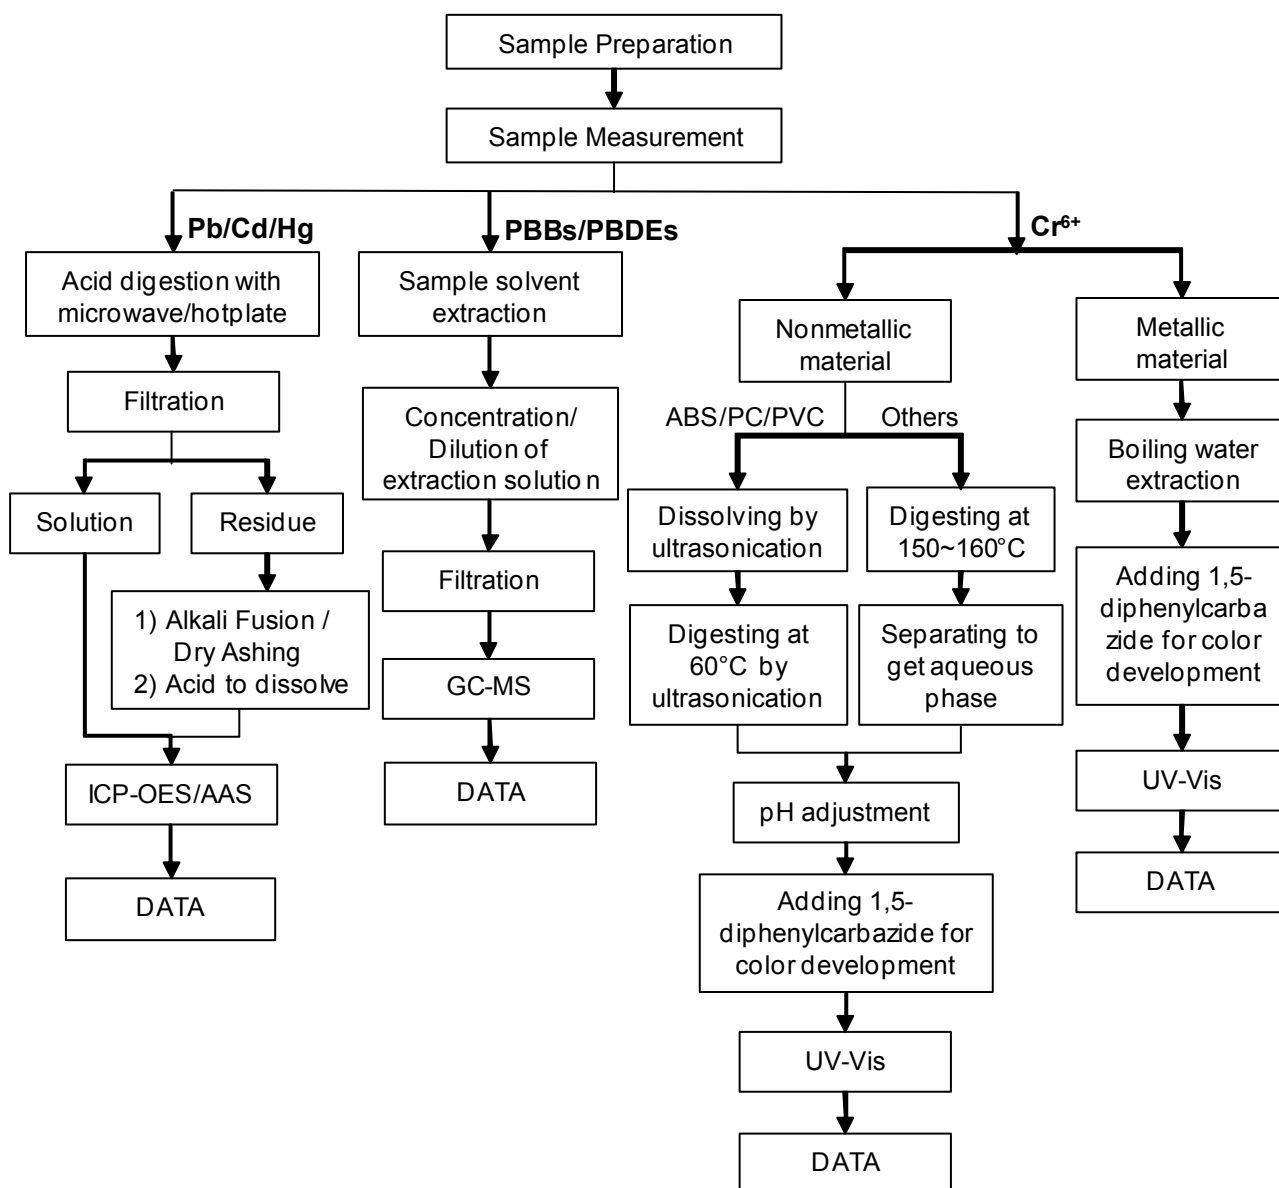 Sample Preparation
Sample Measurement
Pb/Cd/Hg
Acid digestion with
microwave/hotplate
Filtration
Solution
Residue
1) Alkali Fusion /
Dry Ashing
2) Acid to dissolve
ICP-OES/AAS
DATA
PBBs/PBDEs
Sample solvent
extraction
Concentration/
Dilution of
extraction solution
Filtration
GC-MS
DATA
Cr⁶⁺
Nonmetallic
material
ABS/PC/PVC
Others
Dissolving by
ultrasonication
Digesting at
60°C by
ultrasonication
Digesting at
150~160°C
Separating to
get aqueous
phase
pH adjustment
Adding 1,5-
diphenylcarbazide for
color development
UV-Vis
DATA
Metallic
material
Boiling water
extraction
Adding 1,5-
diphenylcarba
zide for color
development
UV-Vis
DATA